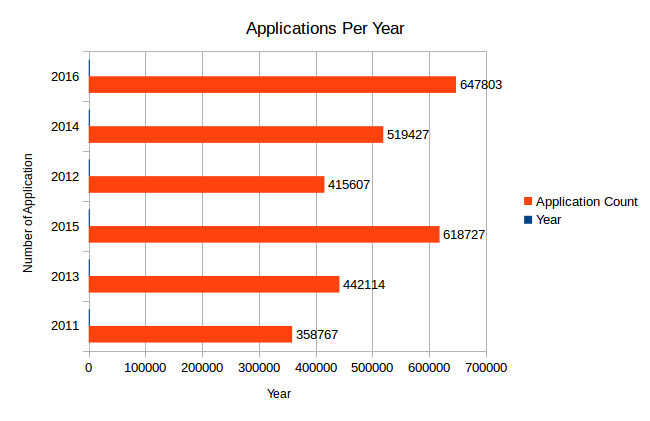 Applications Per Year
Number of Application
2016
647803
2014
519427
2012
415607
2015
618727
2013
442114
2011
358767
0 100000 200000 300000 400000 500000 600000 700000
Year
Application Count
Year